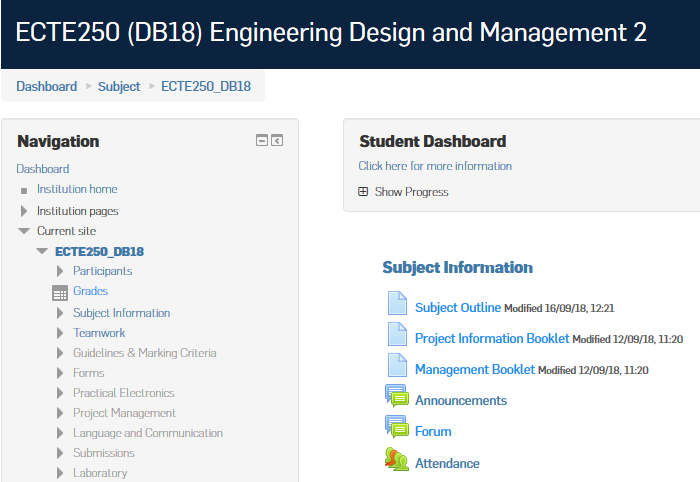 ECTE250 (DB18) Engineering Design and Management 2
Dashboard Subject ECTE250_DB18
Navigation
Dashboard
Institution home
Institution pages
Current site
ECTE250_DB18
Participants
Grades
Subject Information
Teamwork
Guidelines & Marking Criteria
Forms
Practical Electronics
Project Management
Language and Communication
Submissions
Laboratory
Student Dashboard
Click here for more information
Show Progress
Subject Information
Subject Outline Modified 16/09/18, 12:21
Project Information Booklet Modified 12/09/18, 11:20
Management Booklet Modified 12/09/18, 11:20
Announcements
Forum
Attendance